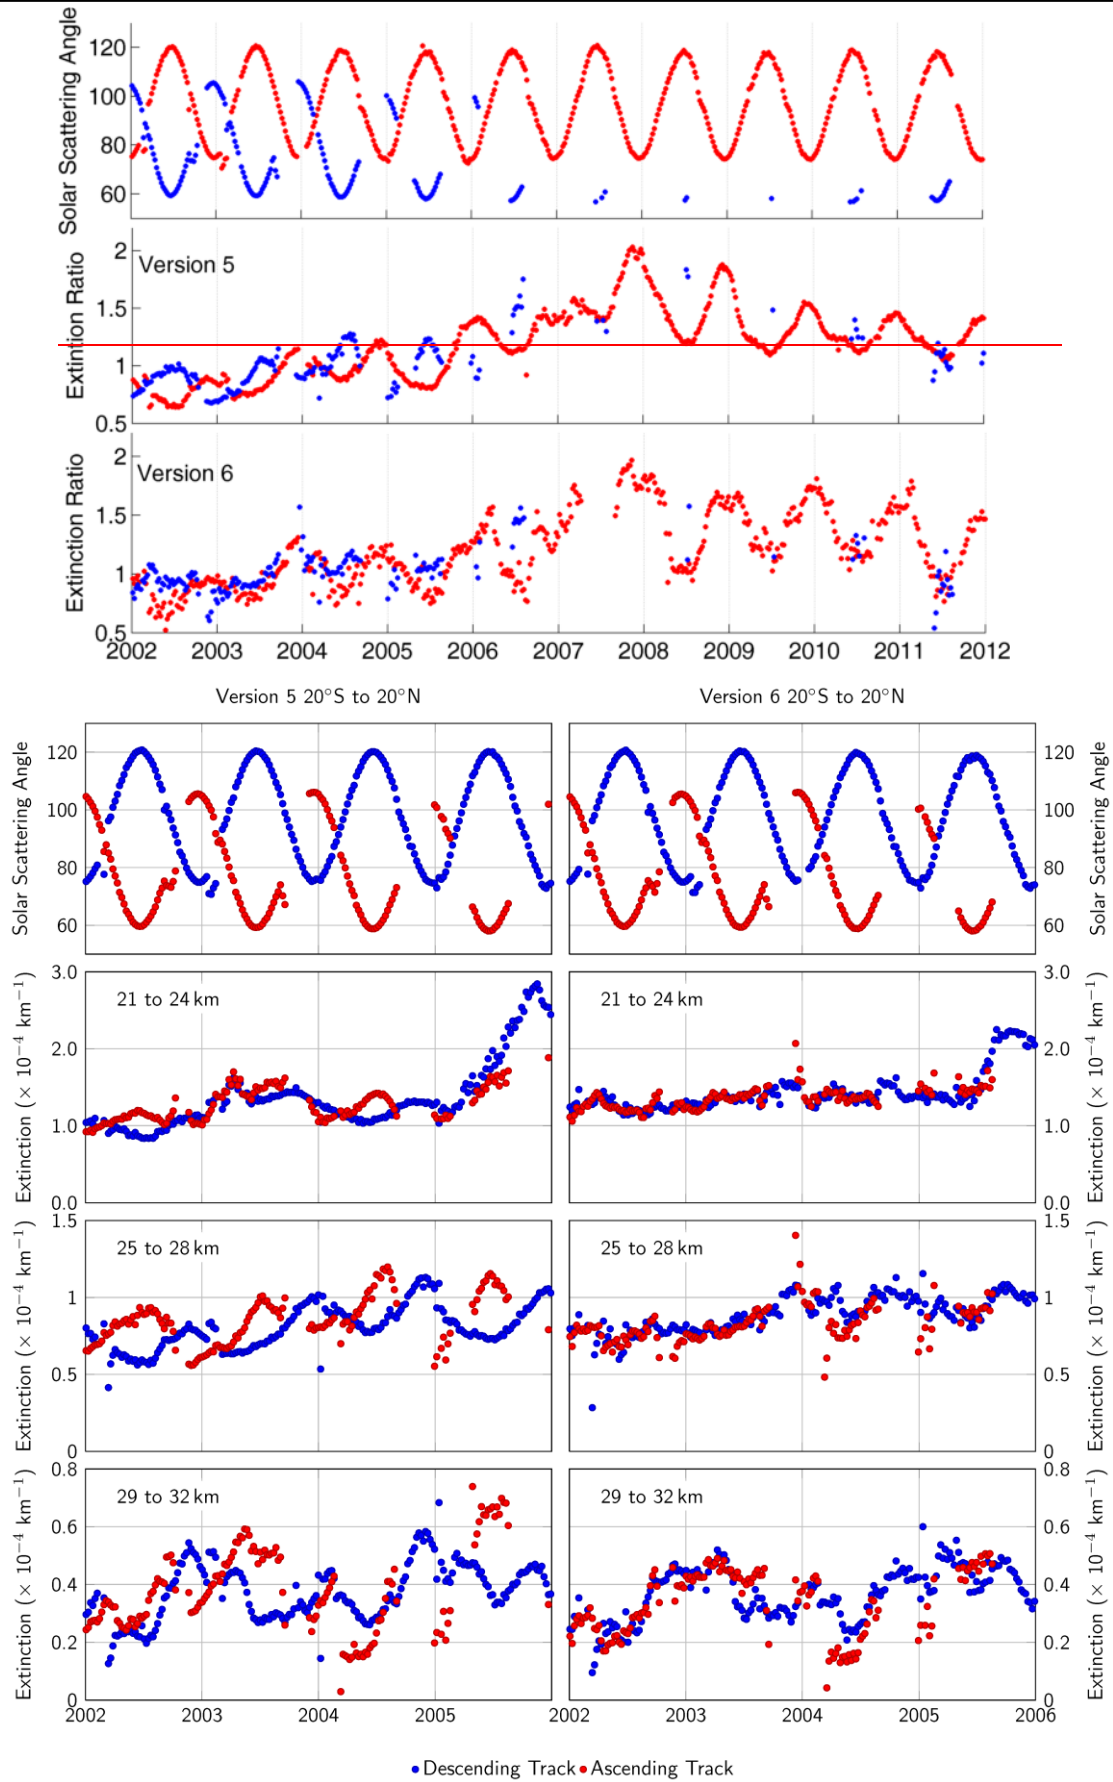 Solar Scattering Angle
120
100
80
60
Extintion Ratio
Version 5
2
1.5
1
0.5
Extinction Ratio
Version 6
2
1.5
1
0.5
2002 2003 2004 2005 2006 2007 2008 2009 2010 2011 2012
Version 5 20°S to 20°N
Version 6 20°S to 20°N
Solar Scattering Angle
120
100
80
60
120
100
80
60
Solar Scattering Angle
Extinction (× 10⁻⁴ km⁻¹)
3.0
2.0
1.0
0.0
21 to 24 km
21 to 24 km
3.0
2.0
1.0
0.0
Extinction (× 10⁻⁴ km⁻¹)
Extinction (× 10⁻⁴ km⁻¹)
1.5
1
0.5
0
25 to 28 km
25 to 28 km
1.5
1
0.5
0
Extinction (× 10⁻⁴ km⁻¹)
Extinction (× 10⁻⁴ km⁻¹)
0.8
0.6
0.4
0.2
0
29 to 32 km
29 to 32 km
0.8
0.6
0.4
0.2
0
Extinction (× 10⁻⁴ km⁻¹)
2002 2003 2004 2005 2002 2003 2004 2005 2006
Descending Track Ascending Track